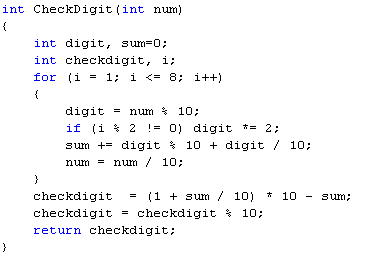 int CheckDigit(int num)
{
    int digit, sum=0;
    int checkdigit, i;
    for (i = 1; i <= 8; i++)
    {
        digit = num % 10;
        if (i % 2 != 0) digit *= 2;
        sum += digit % 10 + digit / 10;
        num = num / 10;
    }
    checkdigit  = (1 + sum / 10) * 10 - sum;
    checkdigit = checkdigit % 10;
    return checkdigit;
}